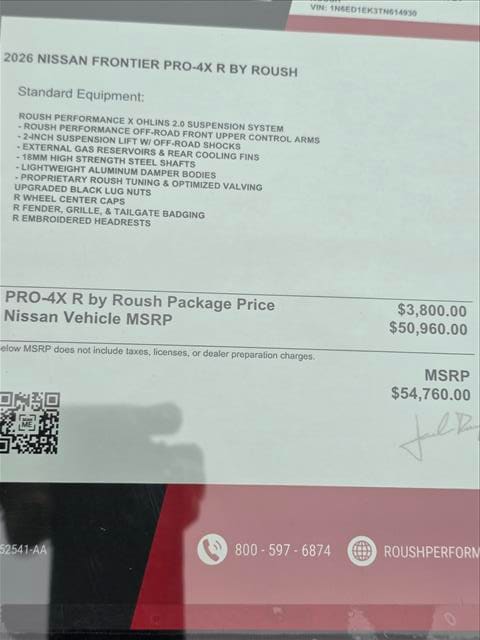 VIN: 1N6ED1EK3TN614930
2026 NISSAN FRONTIER PRO-4X R BY ROUSH
Standard Equipment:
ROUSH PERFORMANCE X OHLINS 2.0 SUSPENSION SYSTEM
- ROUSH PERFORMANCE OFF-ROAD FRONT UPPER CONTROL ARMS
- 2-INCH SUSPENSION LIFT W/ OFF-ROAD SHOCKS
- EXTERNAL GAS RESERVOIRS & REAR COOLING FINS
- 18MM HIGH STRENGTH STEEL SHAFTS
- LIGHTWEIGHT ALUMINUM DAMPER BODIES
- PROPRIETARY ROUSH TUNING & OPTIMIZED VALVING
UPGRADED BLACK LUG NUTS
R WHEEL CENTER CAPS
R FENDER, GRILLE, & TAILGATE BADGING
R EMBROIDERED HEADRESTS
PRO-4X R by Roush Package Price $3,800.00
Nissan Vehicle MSRP $50,960.00
elow MSRP does not include taxes, licenses, or dealer preparation charges.
MSRP
$54,760.00
ME
52541-AA
800 - 597 - 6874
ROUSHPERFORM